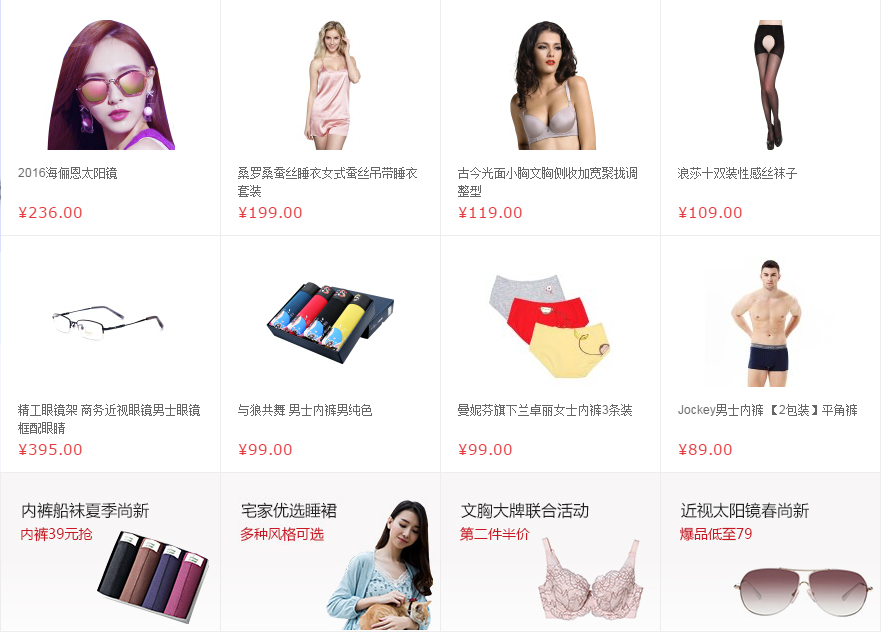 2016海俪恩太阳镜
¥236.00
桑罗桑蚕丝睡衣女式蚕丝吊带睡衣
套装
¥199.00
古今光面小胸文胸侧收加宽聚拢调
整型
¥119.00
浪莎十双装性感丝袜子
¥109.00
精工眼镜架 商务近视眼镜男士眼镜
框配眼睛
¥395.00
与狼共舞 男士内裤男纯色
¥99.00
曼妮芬旗下兰卓丽女士内裤3条装
¥99.00
Jockey男士内裤 【2包装】平角裤
¥89.00
内裤船袜夏季尚新
内裤39元抢
宅家优选睡裙
多种风格可选
文胸大牌联合活动
第二件半价
近视太阳镜春尚新
爆品低至79